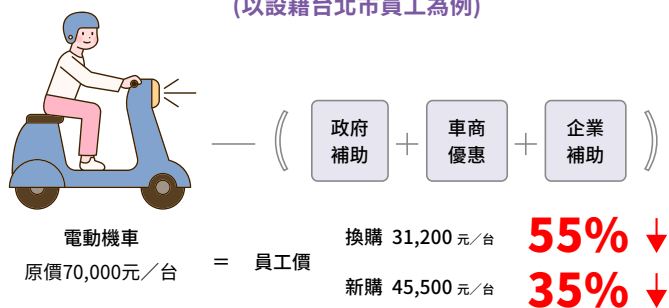 (以設籍台北市員工為例)
— ( 政府補助 + 車商優惠 + 企業補助 )
電動機車
原價70,000元／台
= 員工價
換購 31,200 元／台 55% ↓
新購 45,500 元／台 35% ↓